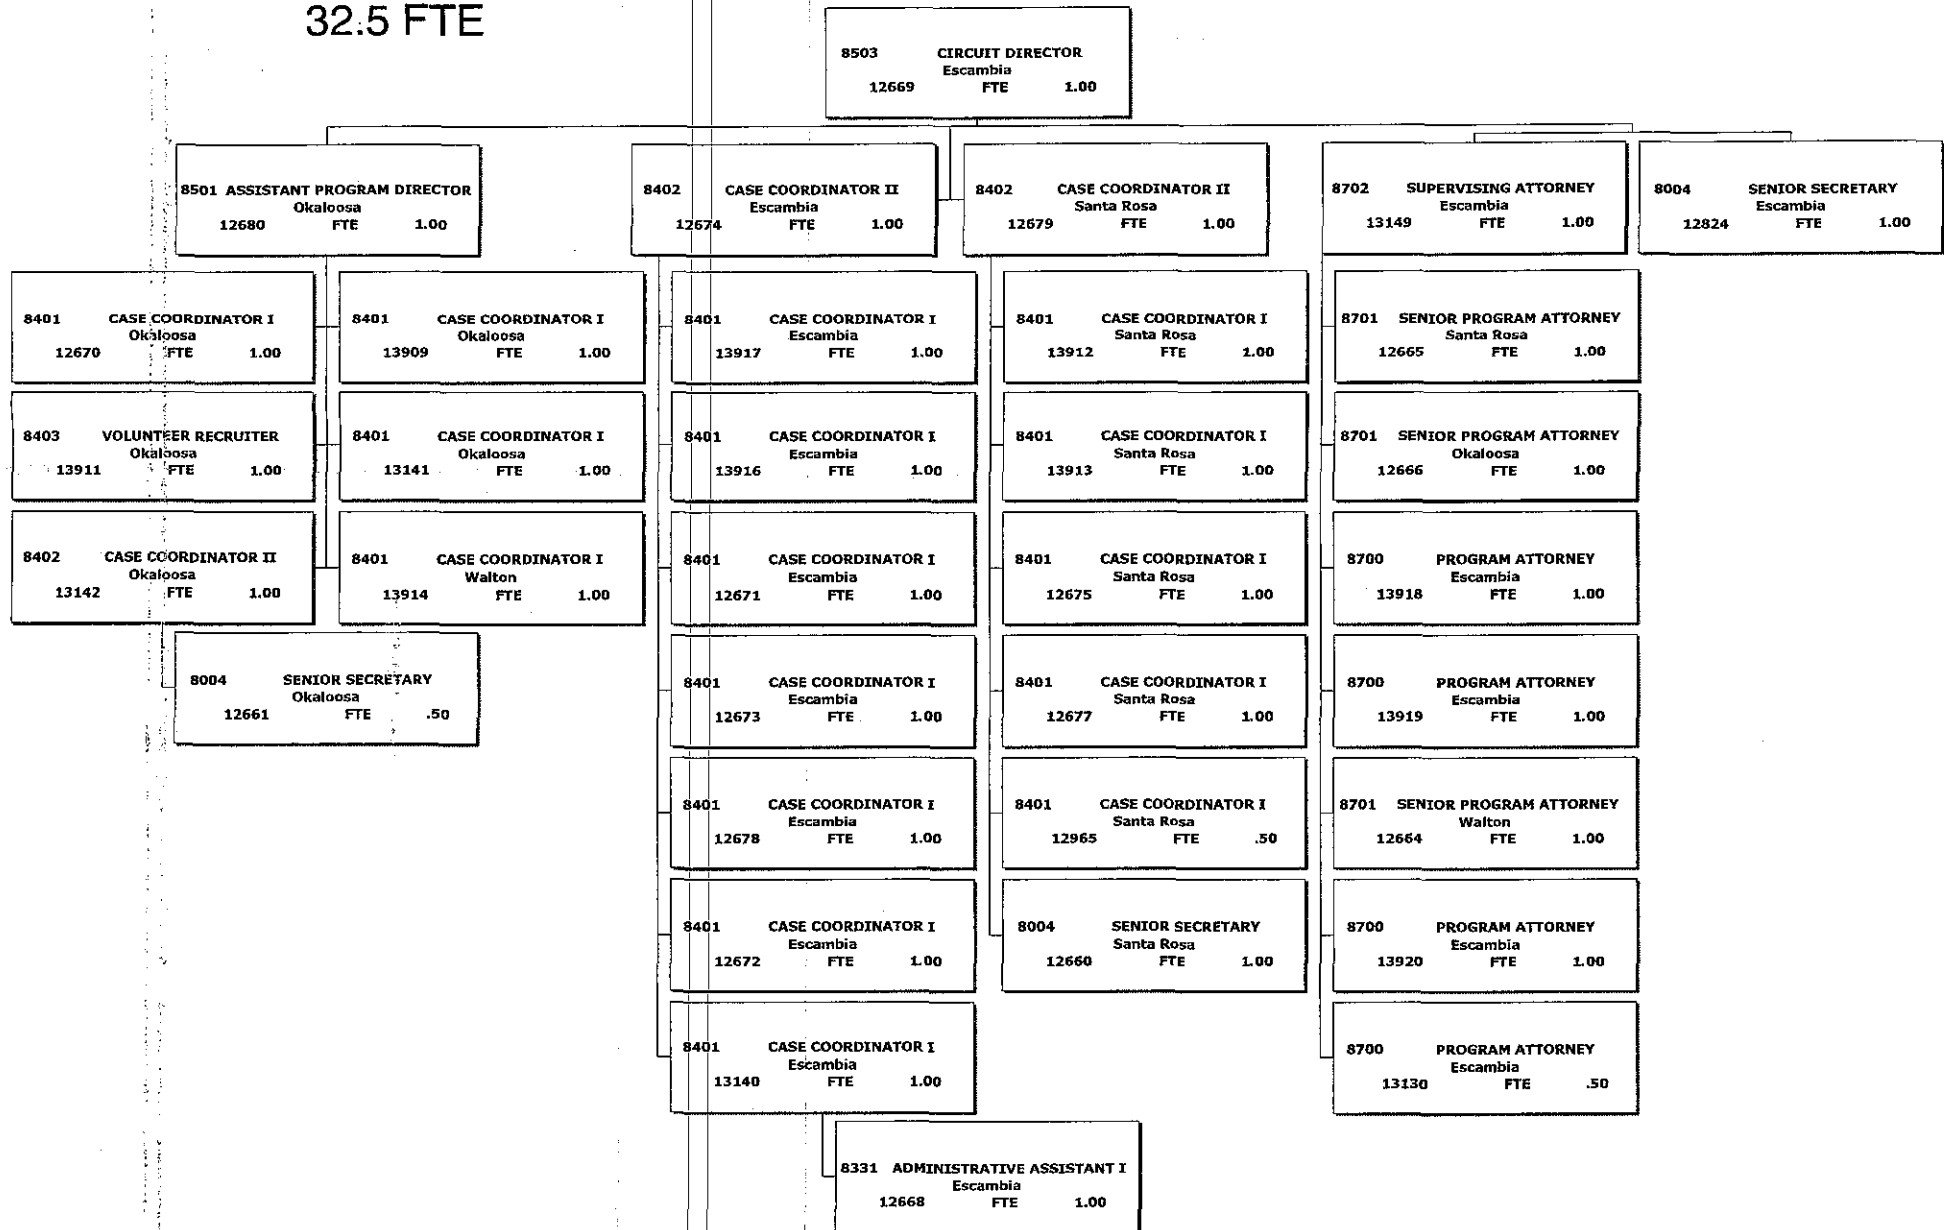 32.5 FTE
8503 CIRCUIT DIRECTOR
Escambia
12669 FTE 1.00
8501 ASSISTANT PROGRAM DIRECTOR
Okaloosa
12680 FTE 1.00
8402 CASE COORDINATOR II
Escambia
12674 FTE 1.00
8402 CASE COORDINATOR II
Santa Rosa
12679 FTE 1.00
8702 SUPERVISING ATTORNEY
Escambia
13149 FTE 1.00
8004 SENIOR SECRETARY
Escambia
12824 FTE 1.00
8401 CASE COORDINATOR I
Okaloosa
12670 FTE 1.00
8401 CASE COORDINATOR I
Okaloosa
13909 FTE 1.00
8401 CASE COORDINATOR I
Escambia
13917 FTE 1.00
8401 CASE COORDINATOR I
Santa Rosa
13912 FTE 1.00
8701 SENIOR PROGRAM ATTORNEY
Santa Rosa
12665 FTE 1.00
8403 VOLUNTEER RECRUITER
Okaloosa
13911 FTE 1.00
8401 CASE COORDINATOR I
Okaloosa
13141 FTE 1.00
8401 CASE COORDINATOR I
Escambia
13916 FTE 1.00
8401 CASE COORDINATOR I
Santa Rosa
13913 FTE 1.00
8701 SENIOR PROGRAM ATTORNEY
Okaloosa
12666 FTE 1.00
8402 CASE COORDINATOR II
Okaloosa
13142 FTE 1.00
8401 CASE COORDINATOR I
Walton
13914 FTE 1.00
8401 CASE COORDINATOR I
Escambia
12671 FTE 1.00
8401 CASE COORDINATOR I
Santa Rosa
12675 FTE 1.00
8700 PROGRAM ATTORNEY
Escambia
13918 FTE 1.00
8004 SENIOR SECRETARY
Okaloosa
12661 FTE .50
8401 CASE COORDINATOR I
Escambia
12673 FTE 1.00
8401 CASE COORDINATOR I
Santa Rosa
12677 FTE 1.00
8700 PROGRAM ATTORNEY
Escambia
13919 FTE 1.00
8401 CASE COORDINATOR I
Escambia
12678 FTE 1.00
8401 CASE COORDINATOR I
Santa Rosa
12965 FTE .50
8701 SENIOR PROGRAM ATTORNEY
Walton
12664 FTE 1.00
8401 CASE COORDINATOR I
Escambia
12672 FTE 1.00
8004 SENIOR SECRETARY
Santa Rosa
12660 FTE 1.00
8700 PROGRAM ATTORNEY
Escambia
13920 FTE 1.00
8401 CASE COORDINATOR I
Escambia
13140 FTE 1.00
8700 PROGRAM ATTORNEY
Escambia
13130 FTE .50
8331 ADMINISTRATIVE ASSISTANT I
Escambia
12668 FTE 1.00